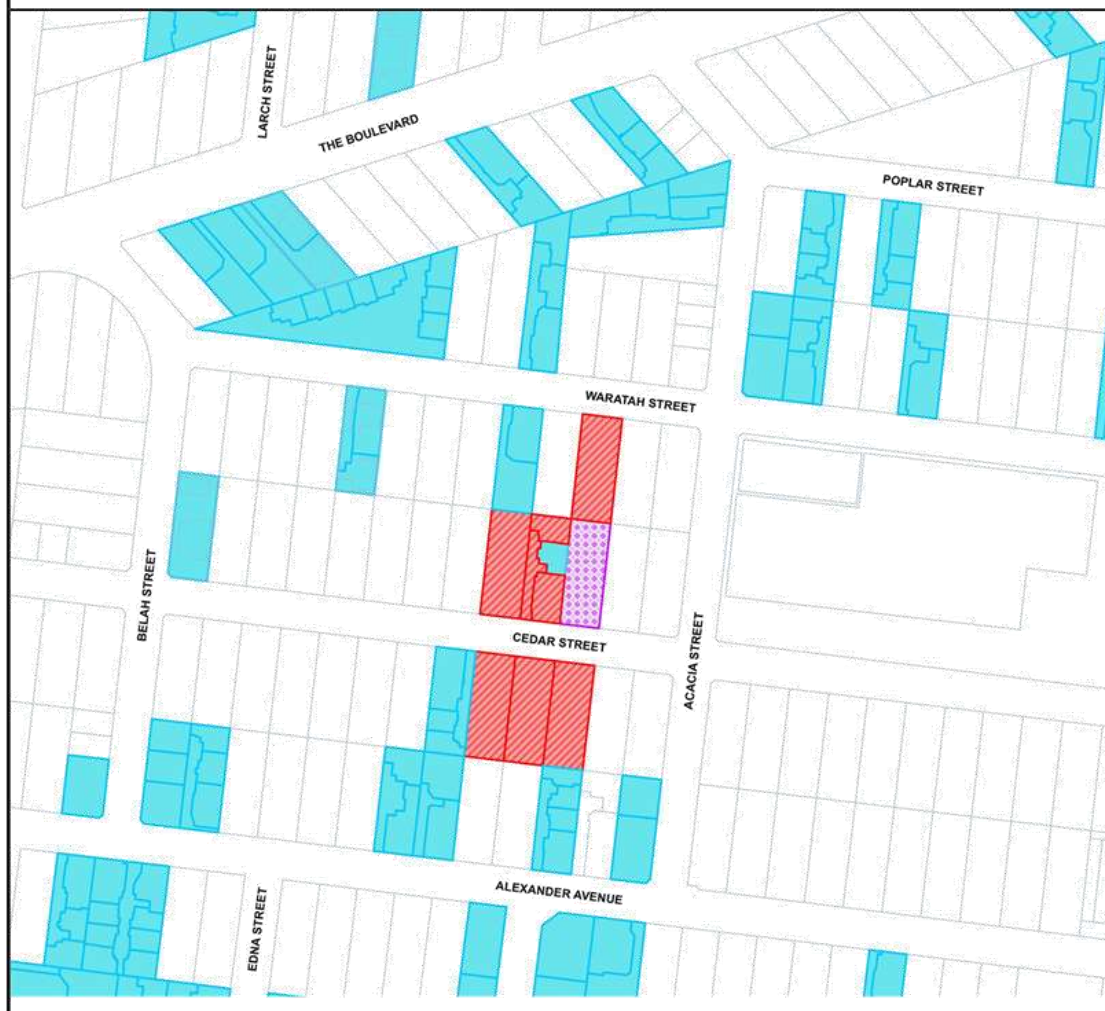 LARCH STREET
THE BOULEVARD
POPLAR STREET
WARATAH STREET
BELAH STREET
CEDAR STREET
ACACIA STREET
ALEXANDER AVENUE
EDNA STREET